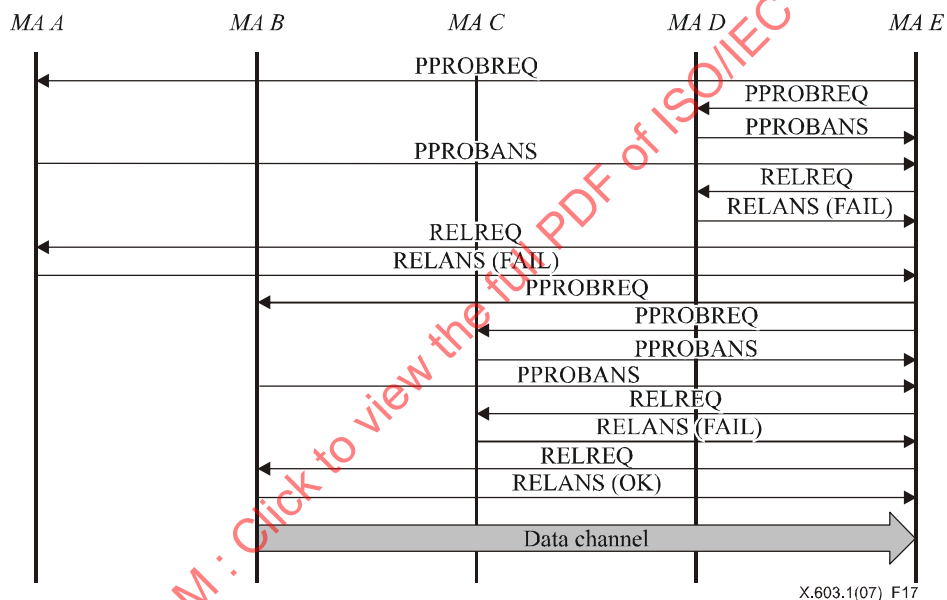 MA A MA B MA C MA D MA E
PPROBREQ
PPROBREQ
PPROBANS
PPROBANS
RELREQ
RELANS (FAIL)
RELREQ
RELANS (FAIL)
PPROBREQ
PPROBREQ
PPROBANS
PPROBANS
RELREQ
RELANS (FAIL)
RELREQ
RELANS (OK)
Data channel
X.603.1(07)_F17
M : Click to view the full PDF of ISO/IEC